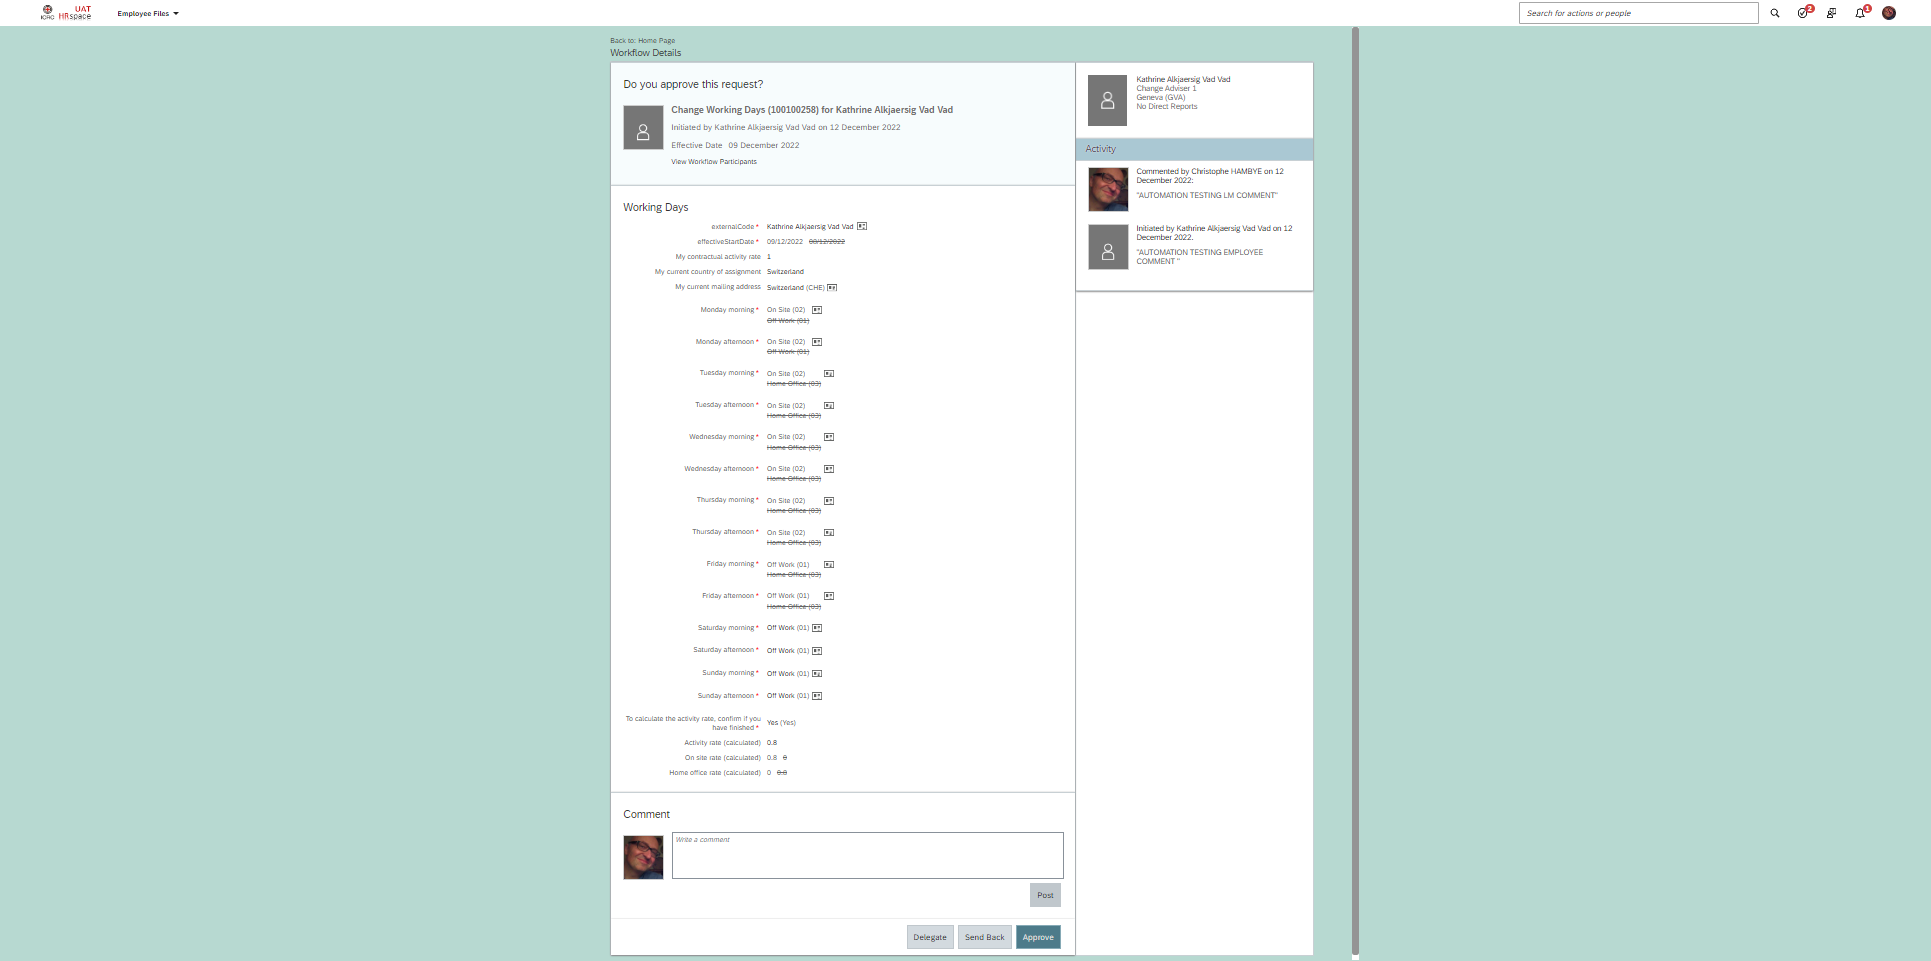 ICRC
UAT
HRspace
Employee Files
Search for actions or people
2
1
Back to: Home Page
Workflow Details
Do you approve this request?
Change Working Days (100100258) for Kathrine Alkjaersig Vad Vad
Initiated by Kathrine Alkjaersig Vad Vad on 12 December 2022
Effective Date 09 December 2022
View Workflow Participants
Working Days
externalCode * Kathrine Alkjaersig Vad Vad
effectiveStartDate * 09/12/2022 08/12/2022
My contractual activity rate 1
My current country of assignment Switzerland
My current mailing address Switzerland (CHE)
Monday morning * On Site (02)
Off Work (01)
Monday afternoon * On Site (02)
Off Work (01)
Tuesday morning * On Site (02)
Home Office (03)
Tuesday afternoon * On Site (02)
Home Office (03)
Wednesday morning * On Site (02)
Home Office (03)
Wednesday afternoon * On Site (02)
Home Office (03)
Thursday morning * On Site (02)
Home Office (03)
Thursday afternoon * On Site (02)
Home Office (03)
Friday morning * Off Work (01)
Home Office (03)
Friday afternoon * Off Work (01)
Home Office (03)
Saturday morning * Off Work (01)
Saturday afternoon * Off Work (01)
Sunday morning * Off Work (01)
Sunday afternoon * Off Work (01)
To calculate the activity rate, confirm if you
have finished * Yes (Yes)
Activity rate (calculated) 0.8
On site rate (calculated) 0.8 0
Home office rate (calculated) 0 0.8
Comment
Write a comment
Post
Delegate
Send Back
Approve
Kathrine Alkjaersig Vad Vad
Change Adviser 1
Geneva (GVA)
No Direct Reports
Activity
Commented by Christophe HAMBYE on 12
December 2022:
"AUTOMATION TESTING LM COMMENT"
Initiated by Kathrine Alkjaersig Vad Vad on 12
December 2022.
"AUTOMATION TESTING EMPLOYEE
COMMENT "